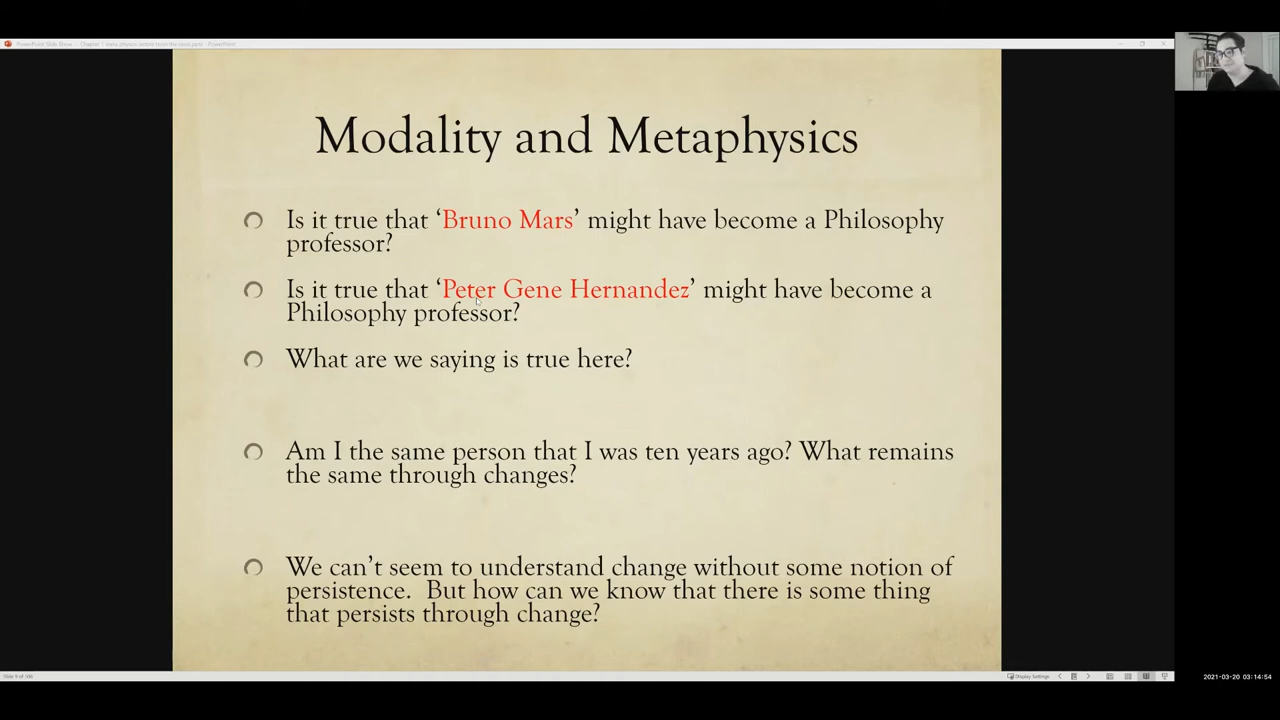 Modality and Metaphysics
Is it true that ‘Bruno Mars’ might have become a Philosophy
professor?
Is it true that ‘Peter Gene Hernandez’ might have become a
Philosophy professor?
What are we saying is true here?
Am I the same person that I was ten years ago? What remains
the same through changes?
We can’t seem to understand change without some notion of
persistence.  But how can we know that there is some thing
that persists through change?
Display Settings
2021-03-20 03:14:54